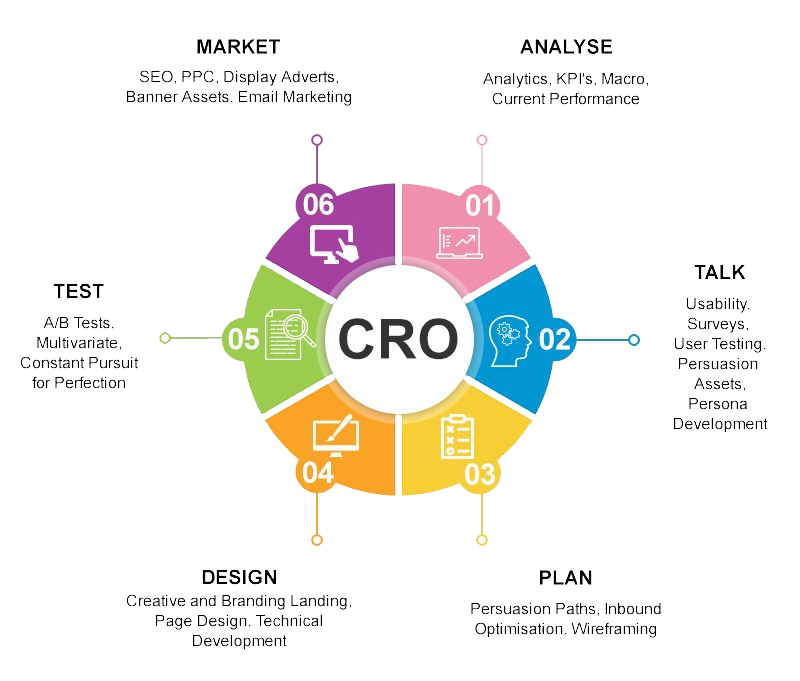 MARKET
SEO, PPC, Display Adverts,
Banner Assets, Email Marketing
ANALYSE
Analytics, KPI's, Macro,
Current Performance
06
01
TALK
Usability,
Surveys,
User Testing,
Persuasion
Assets,
Persona
Development
TEST
A/B Tests,
Multivariate,
Constant Pursuit
for Perfection
05
CRO
02
04
03
DESIGN
Creative and Branding Landing,
Page Design, Technical
Development
PLAN
Persuasion Paths, Inbound
Optimisation, Wireframing